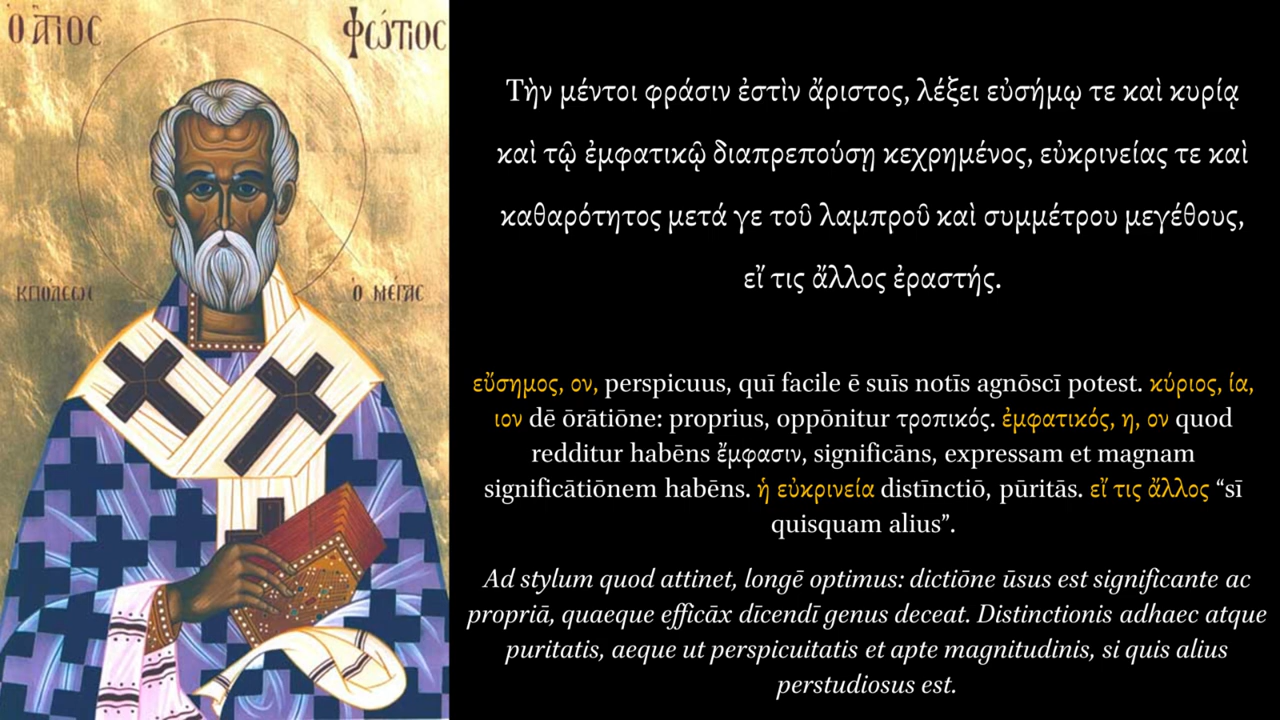 ὁ ἅγιος
Φώτιος
Κπόλεως
ὁ μέγας
Τὴν μέντοι φράσιν ἐστὶν ἄριστος, λέξει εὐσήμῳ τε καὶ κυρίᾳ
καὶ τῷ ἐμφατικῷ διαπρεπούσῃ κεχρημένος, εὐκρινείας τε καὶ
καθαρότητος μετά γε τοῦ λαμπροῦ καὶ συμμέτρου μεγέθους,
εἴ τις ἄλλος ἐραστής.
εὔσημος, ον, perspicuus, quī facile ē suīs notīs agnōscī potest. κύριος, ία,
ιον dē ōrātiōne: proprius, oppōnitur τροπικός. ἐμφατικός, η, ον quod
redditur habēns ἔμφασιν, significāns, expressam et magnam
significātiōnem habēns. ἡ εὐκρινεία distīnctiō, pūritās. εἴ τις ἄλλος “sī
quisquam alius”.
Ad stylum quod attinet, longē optimus: dictiōne ūsus est significante ac
propriā, quaeque efficāx dīcendī genus deceat. Distinctionis adhaec atque
puritatis, aeque ut perspicuitatis et apte magnitudinis, si quis alius
perstudiosus est.